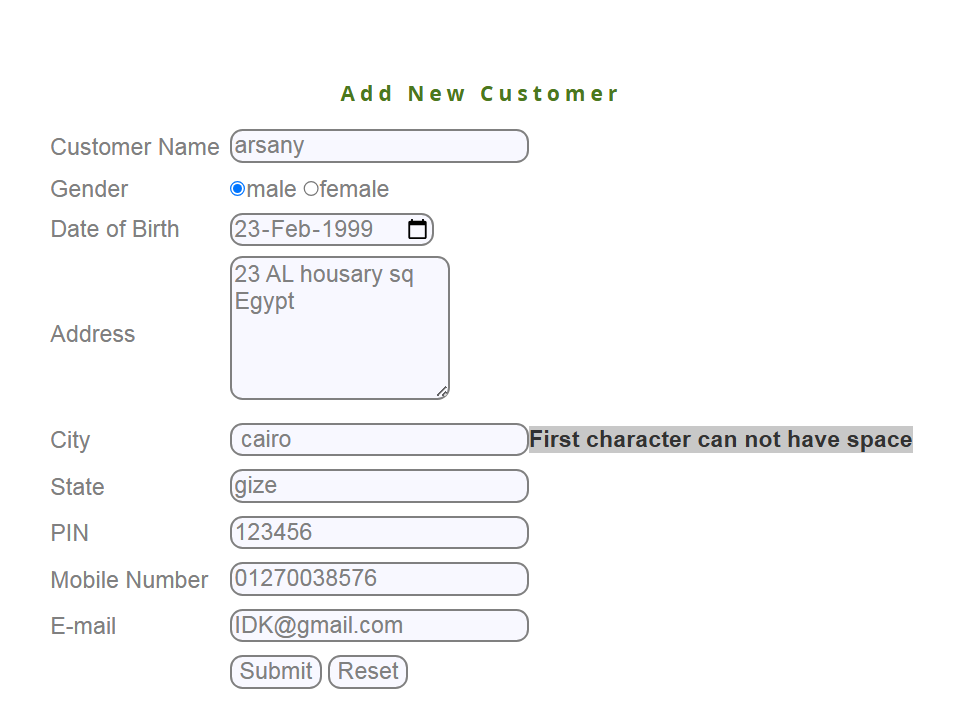 Add New Customer
Customer Name arsany
Gender male female
Date of Birth 23-Feb-1999
Address 23 AL housary sq
Egypt
City cairo First character can not have space
State gize
PIN 123456
Mobile Number 01270038576
E-mail IDK@gmail.com
Submit Reset